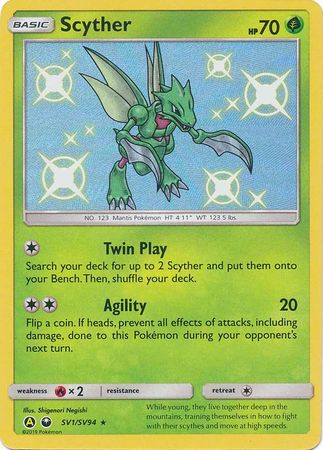 BASIC Scyther HP70
NO. 123 Mantis Pokémon HT: 4'11" WT: 123.5 lbs.
Twin Play
Search your deck for up to 2 Scyther and put them onto
your Bench. Then, shuffle your deck.
Agility 20
Flip a coin. If heads, prevent all effects of attacks, including
damage, done to this Pokémon during your opponent's
next turn.
weakness ×2 resistance retreat
Illus. Shigenori Negishi
A SV1/SV94 ★
©2019 Pokémon
While young, they live together deep in the
mountains, training themselves in how to fight
with their scythes and move at high speeds.